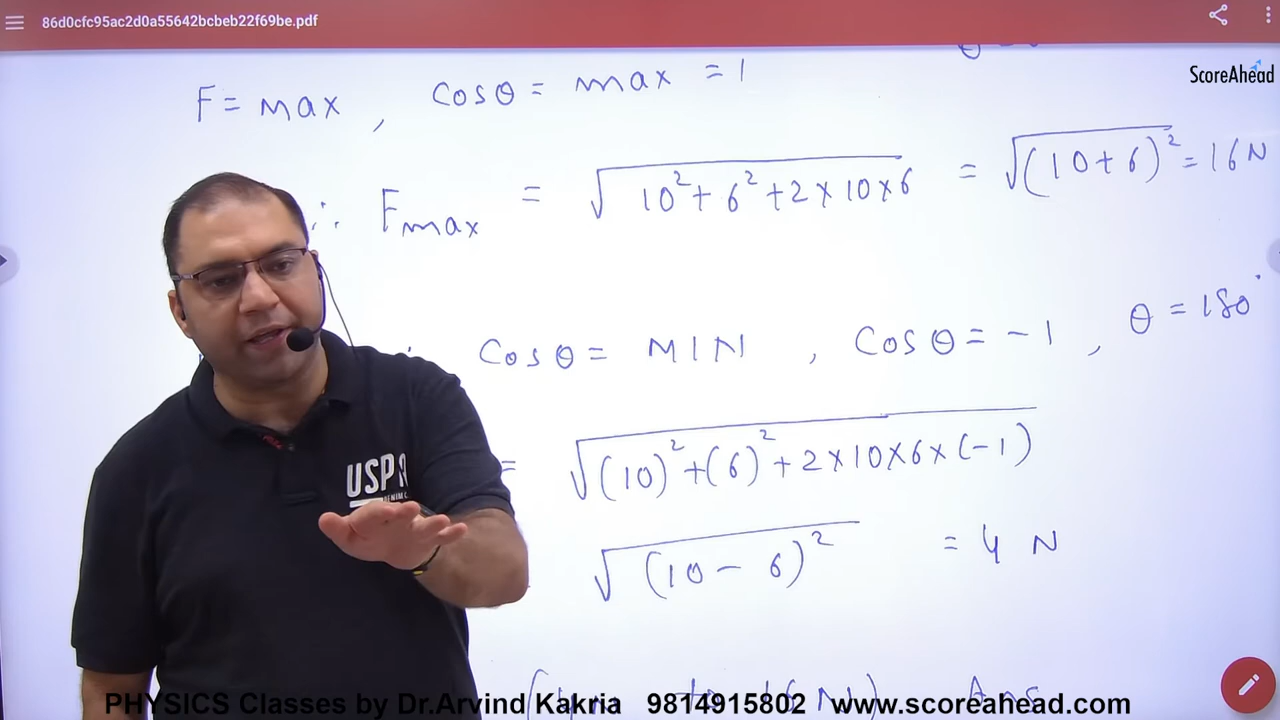 86d0cfc95ac2d0a55642bcbeb22f69be.pdf
ScoreAhead
F = max , cosθ = max = 1
∴ Fmax = √(10² + 6² + 2 × 10 × 6) = √(10 + 6)² = 16 N
Cosθ = MIN , Cosθ = -1 , θ = 180°
= √((10)² + (6)² + 2 × 10 × 6 × (-1))
√(10 - 6)² = 4 N
USP
Ans
PHYSICS Classes by Dr.Arvind Kakria 9814915802 www.scoreahead.com